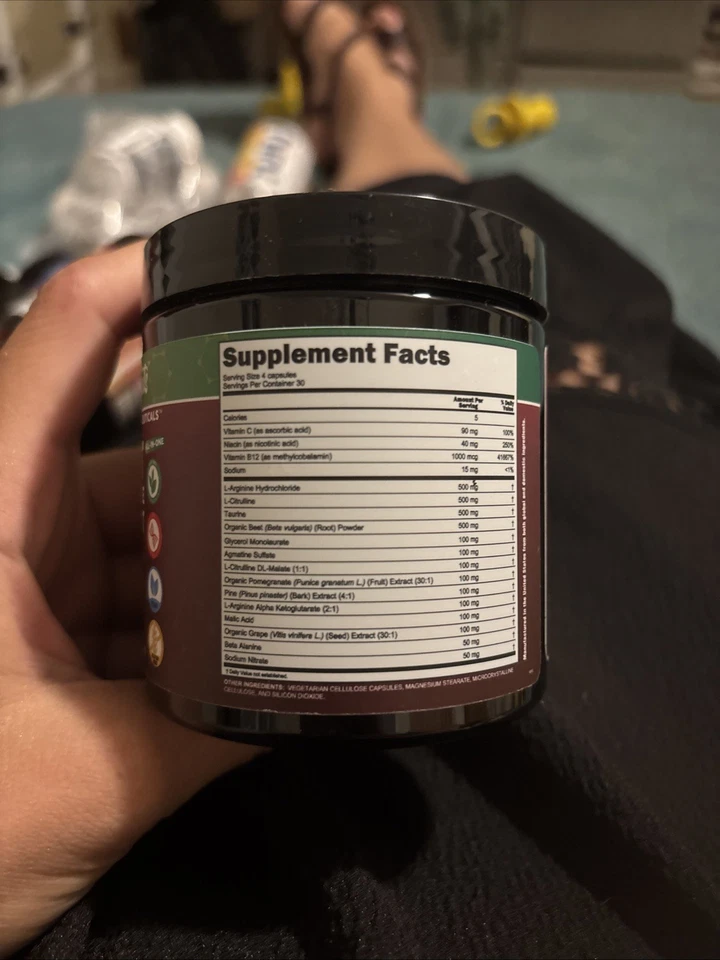 Supplement Facts
Serving Size 4 capsules
Servings Per Container 30
Amount Per Serving % Daily Value
Calories 5
Vitamin C (as ascorbic acid) 90 mg 100%
Niacin (as nicotinic acid) 40 mg 250%
Vitamin B12 (as methylcobalamin) 1000 mcg 41667%
Sodium 15 mg <1%
L-Arginine Hydrochloride 500 mg †
L-Citrulline 500 mg †
Taurine 500 mg †
Organic Beet (Beta vulgaris) (Root) Powder 500 mg †
Glycerol Monolaurate 100 mg †
Agmatine Sulfate 100 mg †
L-Citrulline DL-Malate (1:1) 100 mg †
Organic Pomegranate (Punica granatum L.) (Fruit) Extract (30:1) 100 mg †
Pine (Pinus pinaster) (Bark) Extract (4:1) 100 mg †
L-Arginine Alpha Ketoglutarate (2:1) 100 mg †
Malic Acid 100 mg †
Organic Grape (Vitis vinifera L.) (Seed) Extract (30:1) 100 mg †
Beta Alanine 50 mg †
Sodium Nitrate 50 mg †
† Daily Value not established.
OTHER INGREDIENTS: VEGETARIAN CELLULOSE CAPSULES, MAGNESIUM STEARATE, MICROCRYSTALLINE
CELLULOSE, AND SILICON DIOXIDE.
Manufactured in the United States from both global and domestic ingredients.